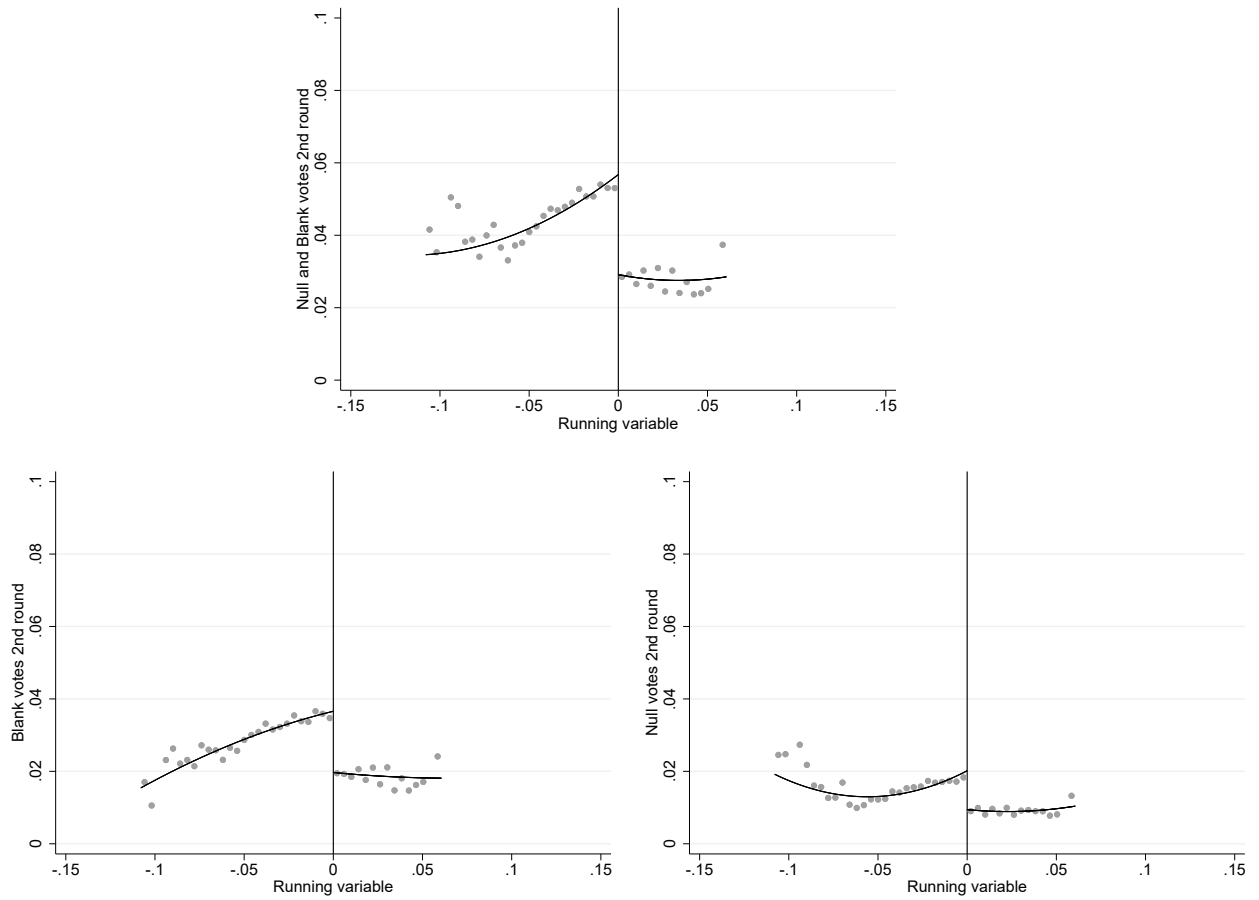 Null and Blank votes 2nd round
.1
.08
.06
.04
.02
0
-.15 -.1 -.05 0 .05 .1 .15
Running variable
Blank votes 2nd round
.1
.08
.06
.04
.02
0
-.15 -.1 -.05 0 .05 .1 .15
Running variable
Null votes 2nd round
.1
.08
.06
.04
.02
0
-.15 -.1 -.05 0 .05 .1 .15
Running variable